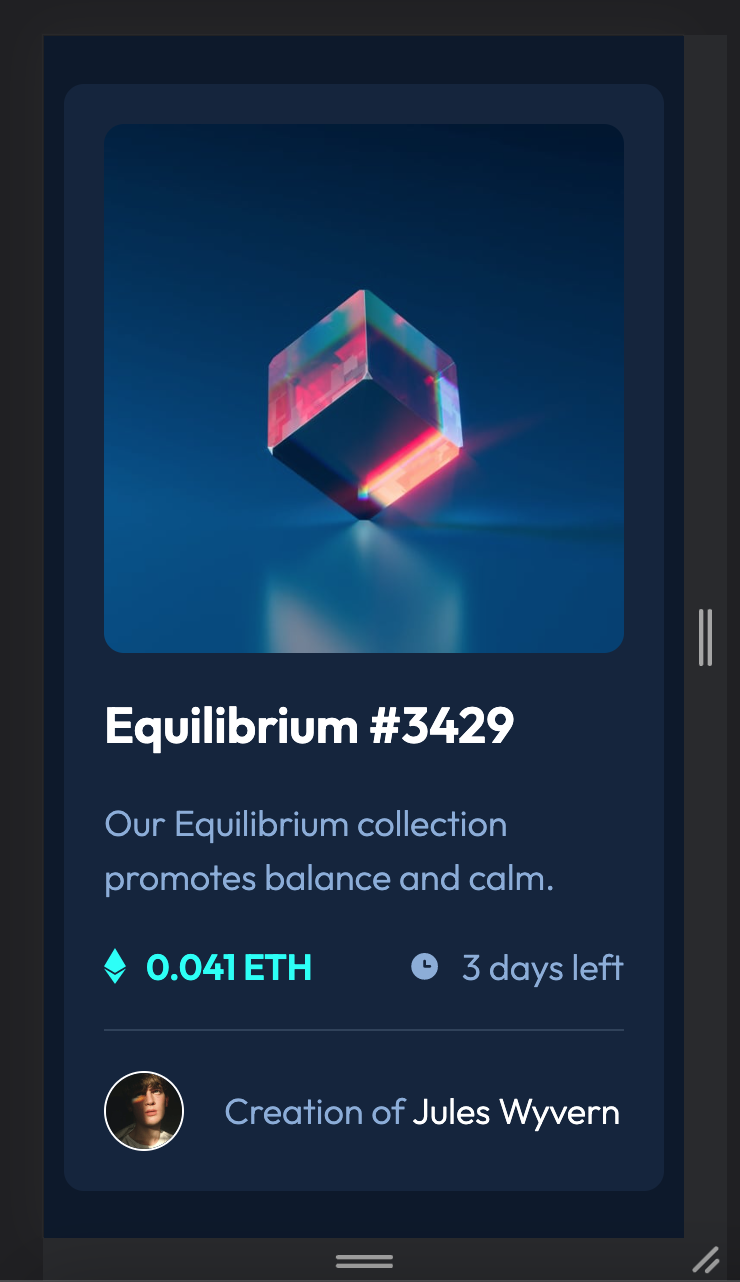 Equilibrium #3429
Our Equilibrium collection
promotes balance and calm.
0.041 ETH
3 days left
Creation of Jules Wyvern